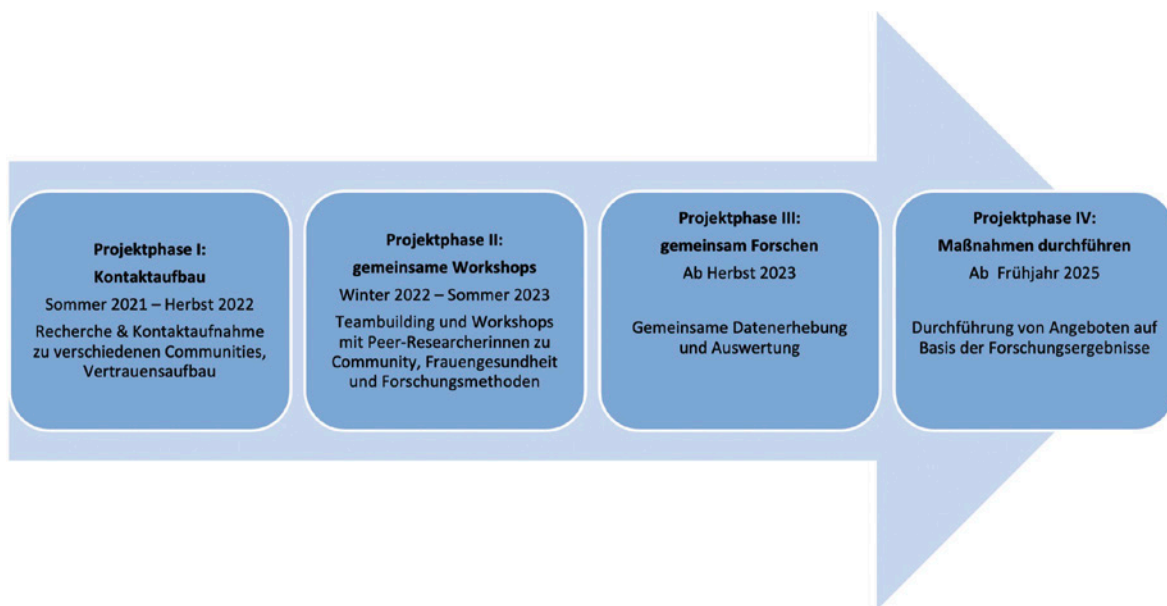 Projektphase I:
Kontaktaufbau
Sommer 2021 – Herbst 2022
Recherche & Kontaktaufnahme
zu verschiedenen Communities,
Vertrauensaufbau
Projektphase II:
gemeinsame Workshops
Winter 2022 – Sommer 2023
Teambuilding und Workshops
mit Peer-Researcherinnen zu
Community, Frauengesundheit
und Forschungsmethoden
Projektphase III:
gemeinsam Forschen
Ab Herbst 2023
Gemeinsame Datenerhebung
und Auswertung
Projektphase IV:
Maßnahmen durchführen
Ab Frühjahr 2025
Durchführung von Angeboten auf
Basis der Forschungsergebnisse